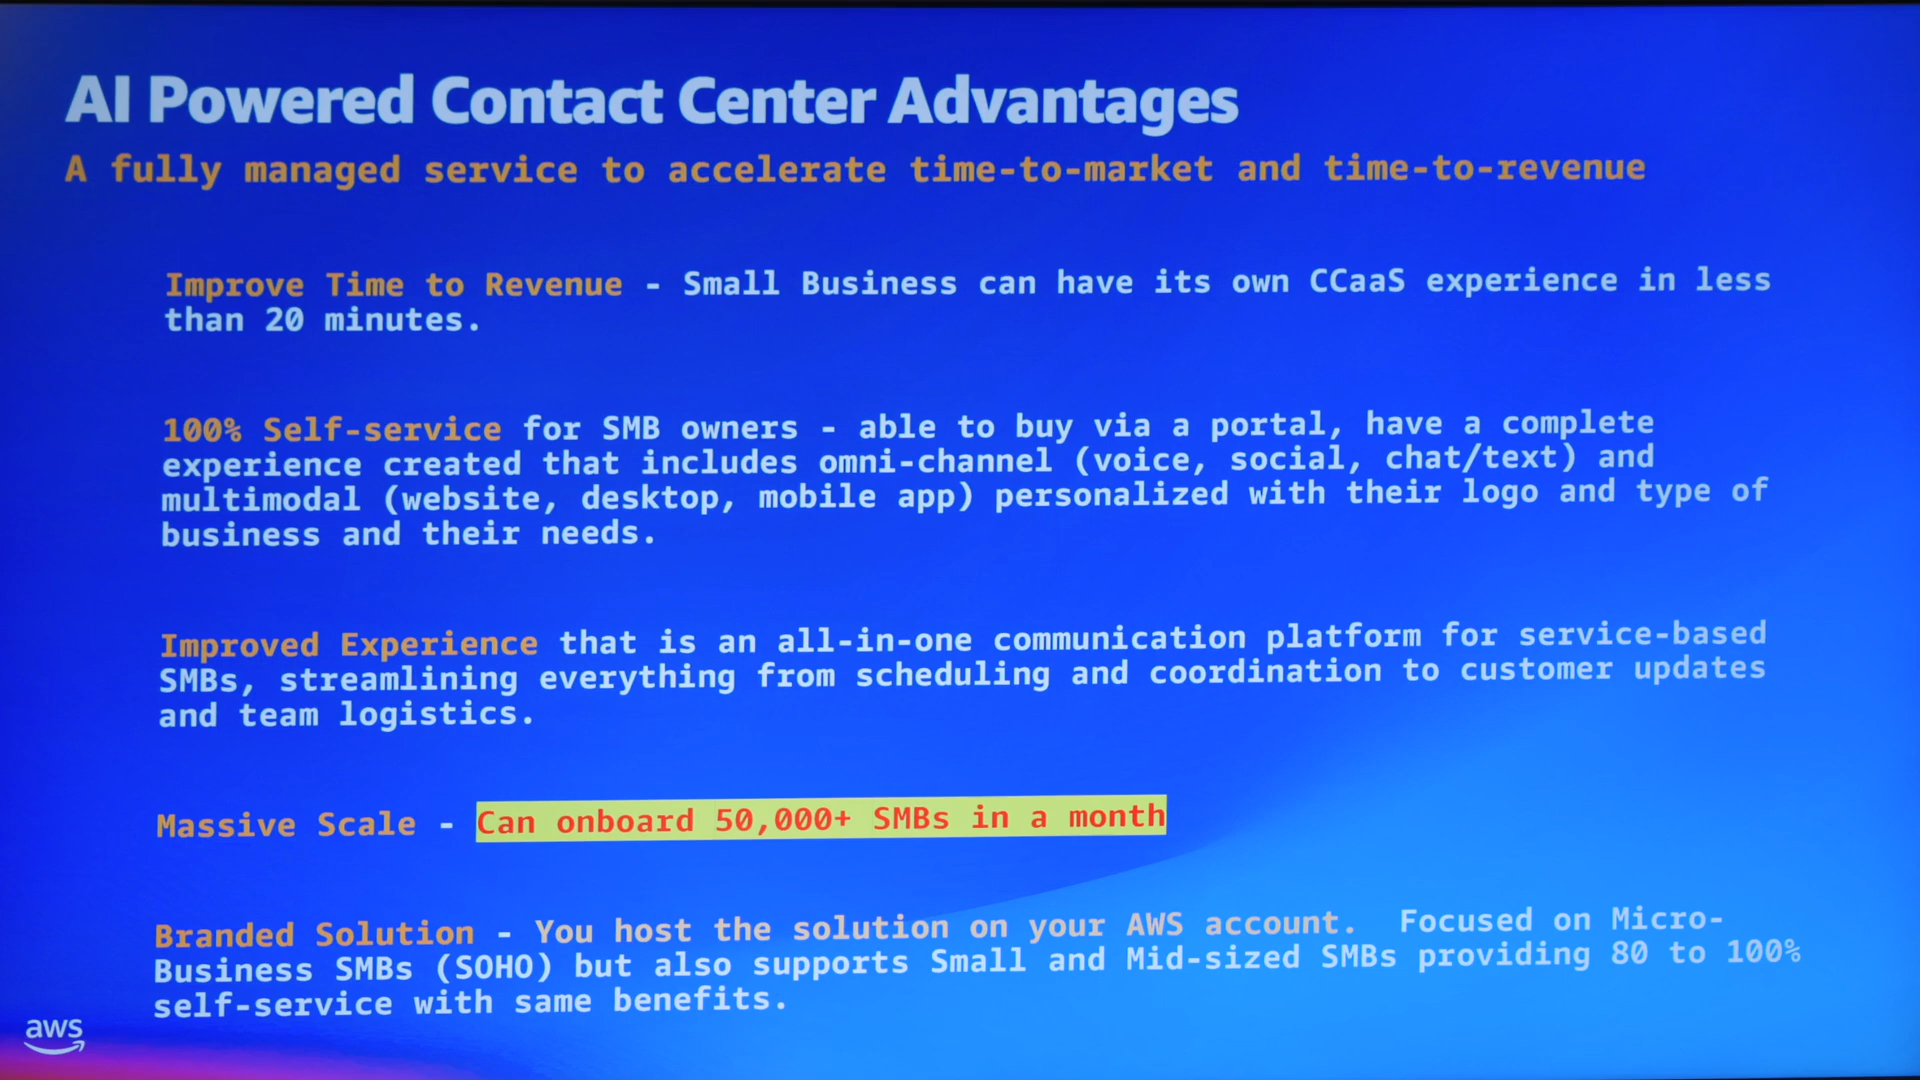 AI Powered Contact Center Advantages
A fully managed service to accelerate time-to-market and time-to-revenue
Improve Time to Revenue - Small Business can have its own CCaaS experience in less
than 20 minutes.
100% Self-service for SMB owners - able to buy via a portal, have a complete
experience created that includes omni-channel (voice, social, chat/text) and
multimodal (website, desktop, mobile app) personalized with their logo and type of
business and their needs.
Improved Experience that is an all-in-one communication platform for service-based
SMBs, streamlining everything from scheduling and coordination to customer updates
and team logistics.
Massive Scale - Can onboard 50,000+ SMBs in a month
Branded Solution - You host the solution on your AWS account.  Focused on Micro-
Business SMBs (SOHO) but also supports Small and Mid-sized SMBs providing 80 to 100%
self-service with same benefits.
aws